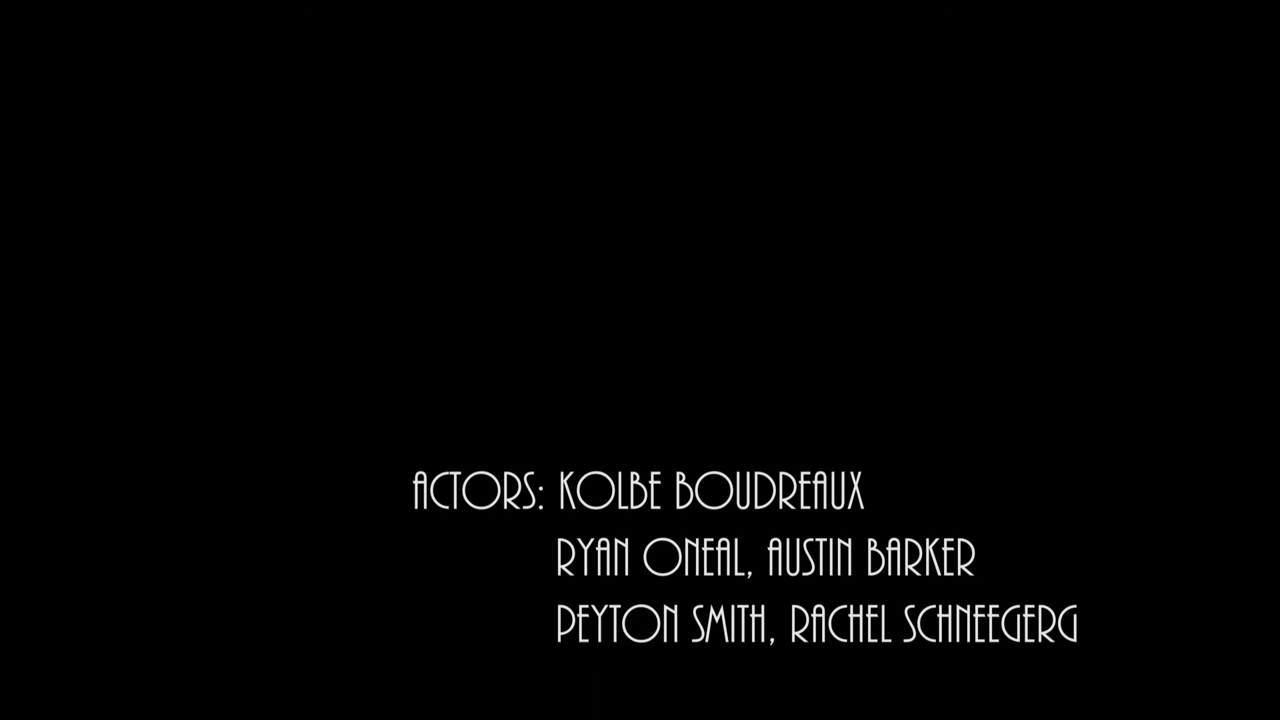 ACTORS: KOLBE BOUDREAUX
RYAN ONEAL, AUSTIN BARKER
PEYTON SMITH, RACHEL SCHNEEGERG